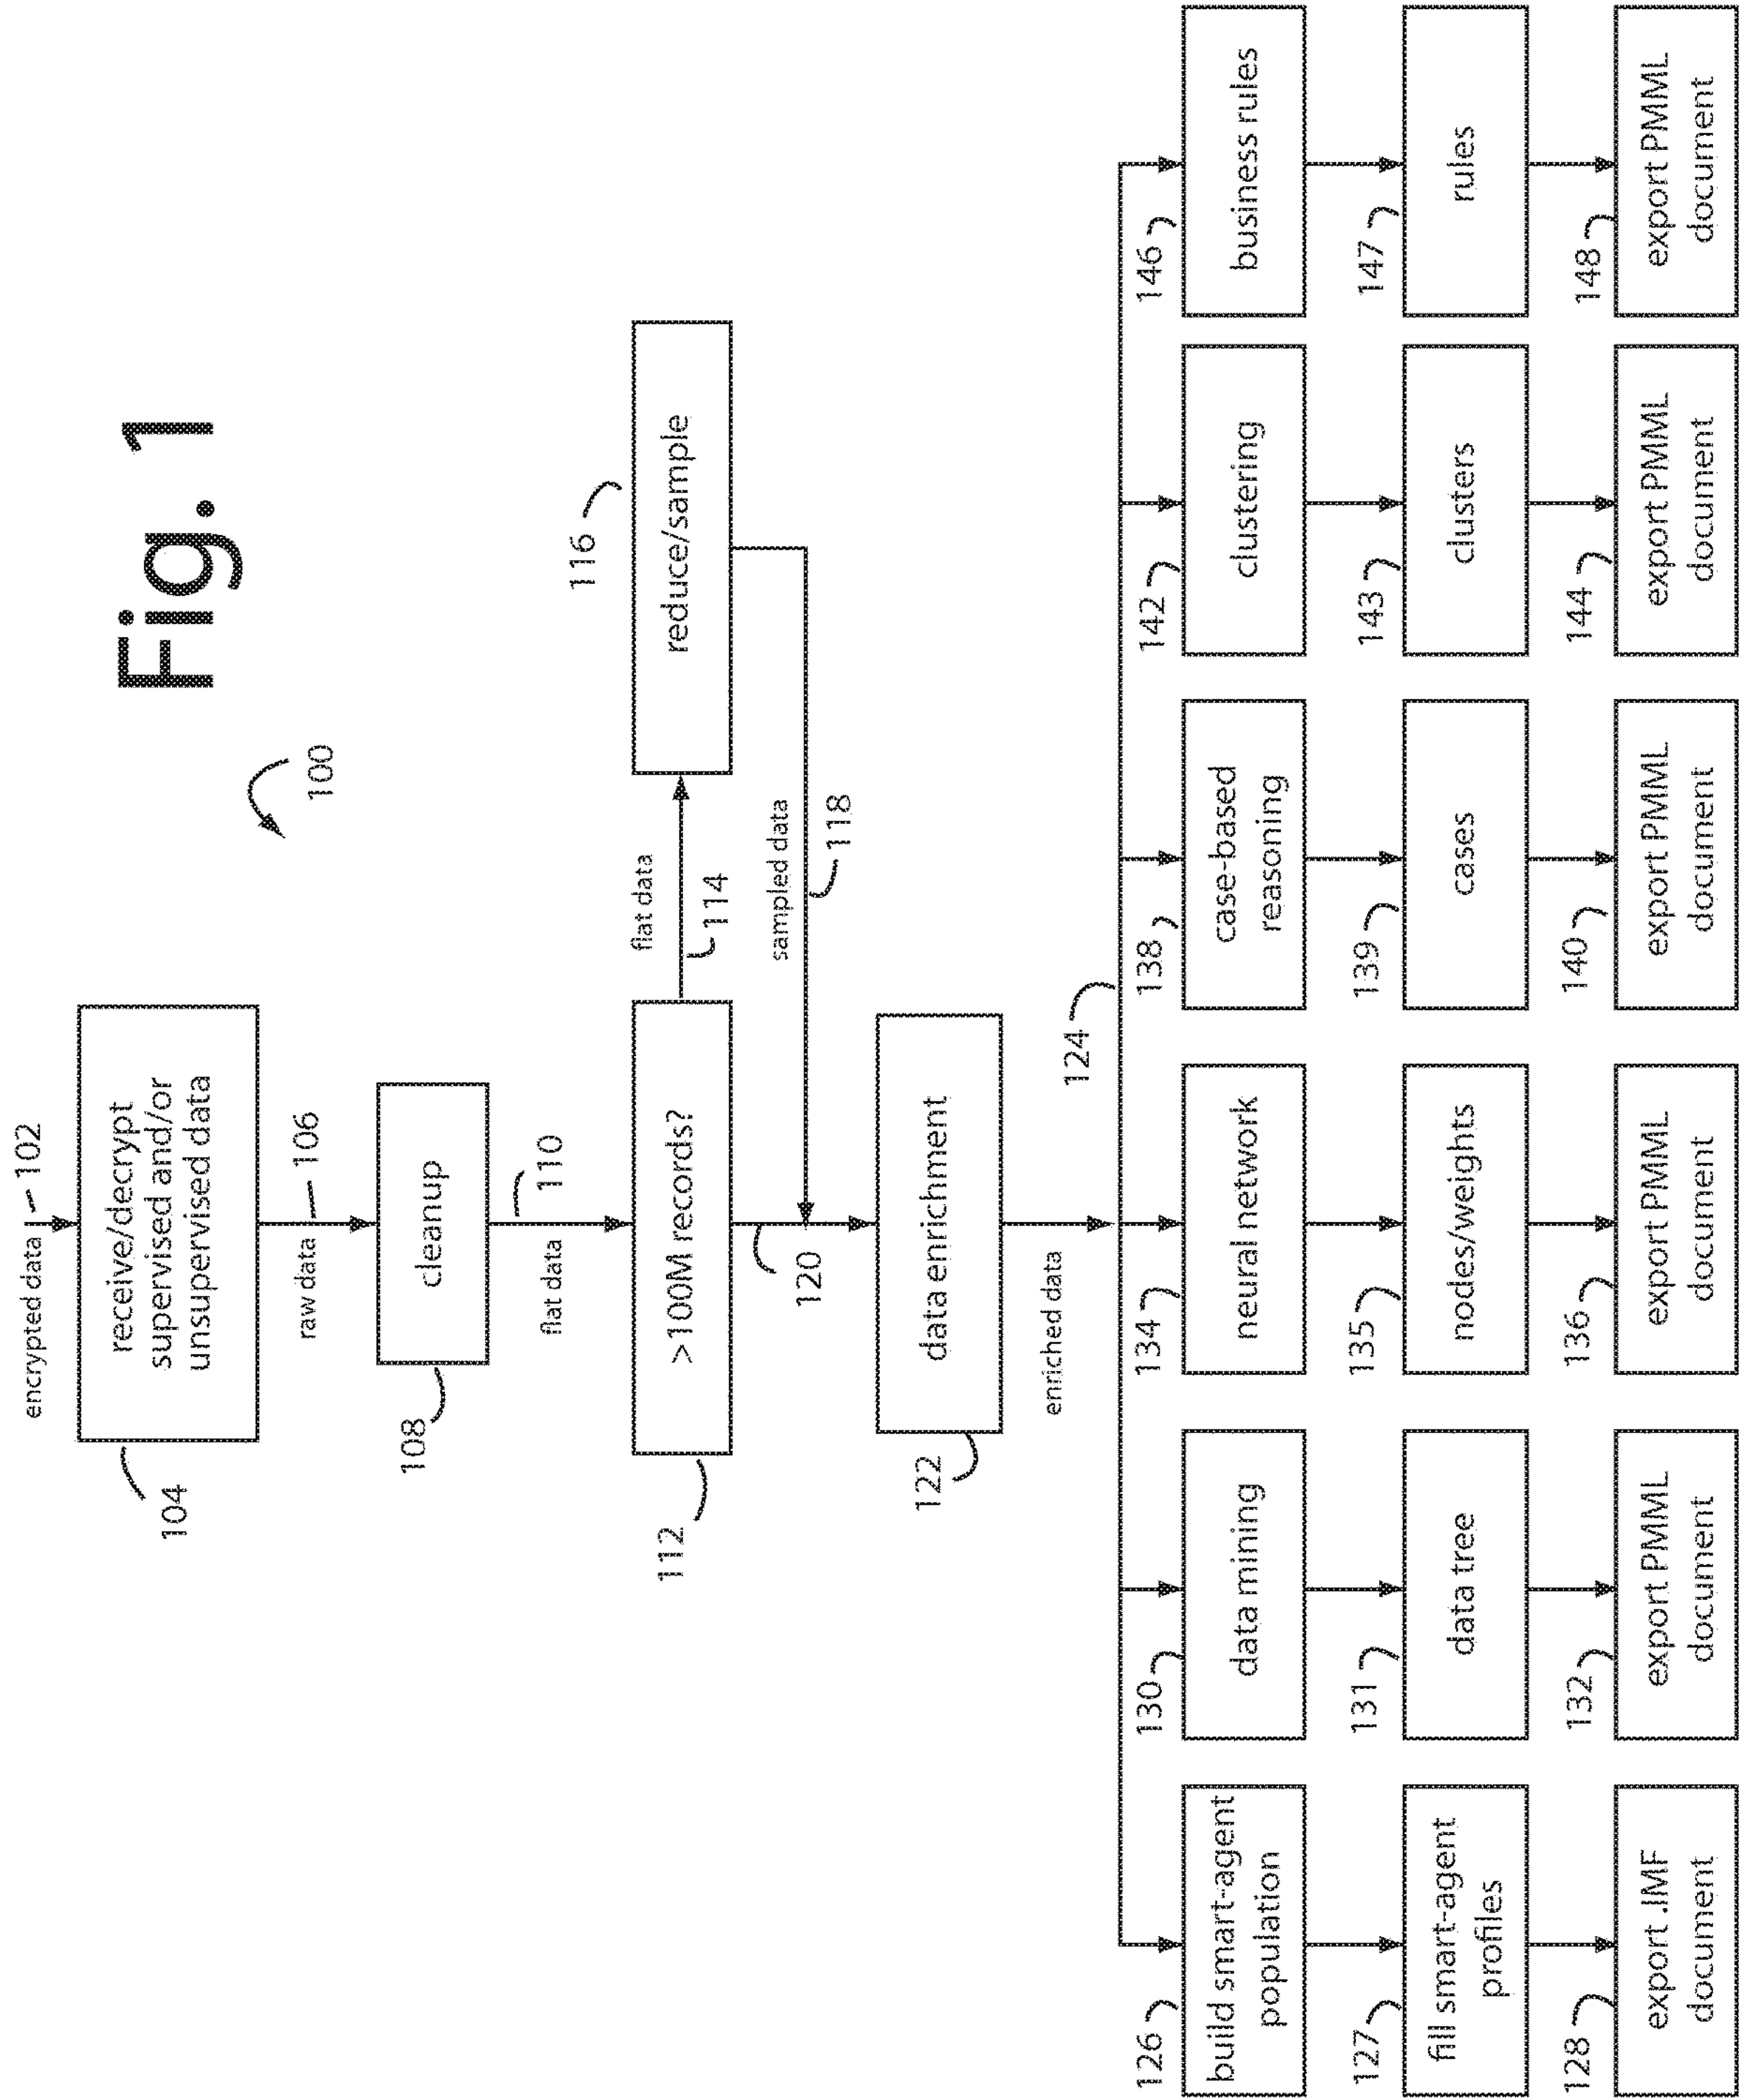 Fig. 1
100
encrypted data
102
receive/decrypt
supervised and/or
unsupervised data
104
raw data
106
cleanup
108
flat data
110
>100M records?
112
flat data
114
reduce/sample
116
sampled data
118
120
data enrichment
122
enriched data
124
126
build smart-agent
population
130
data mining
134
neural network
138
case-based
reasoning
142
clustering
146
business rules
127
fill smart-agent
profiles
131
data tree
135
nodes/weights
139
cases
143
clusters
147
rules
128
export .IMF
document
132
export PMML
document
136
export PMML
document
140
export PMML
document
144
export PMML
document
148
export PMML
document